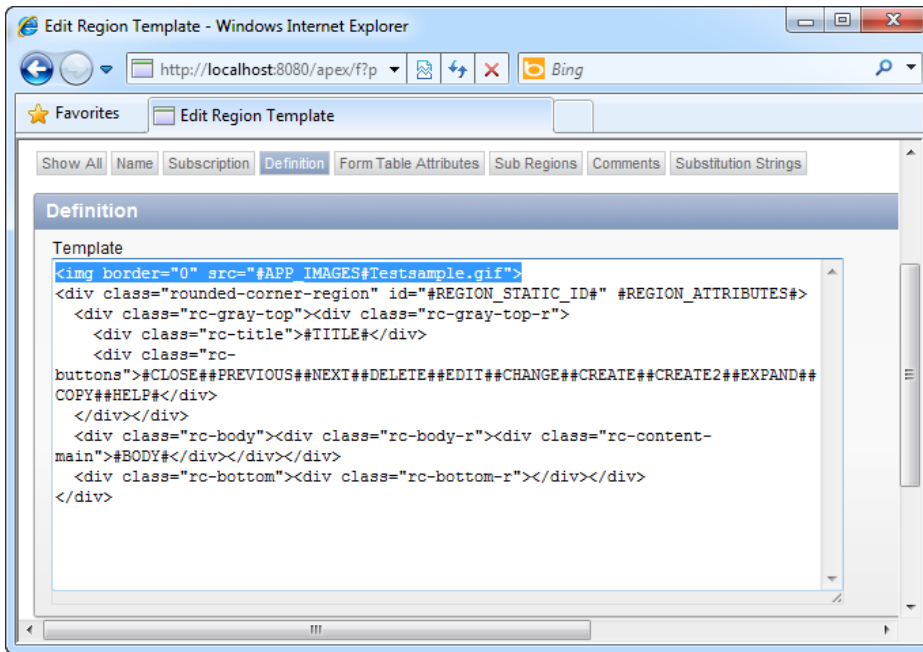 Edit Region Template - Windows Internet Explorer
http://localhost:8080/apex/f?p
Bing
Favorites
Edit Region Template
Show All Name Subscription Definition Form Table Attributes Sub Regions Comments Substitution Strings
Definition
Template
<img border="0" src="#APP_IMAGES#Testsample.gif">
<div class="rounded-corner-region" id="#REGION_STATIC_ID#" #REGION_ATTRIBUTES#>
<div class="rc-gray-top"><div class="rc-gray-top-r">
<div class="rc-title">#TITLE#</div>
<div class="rc-
buttons">#CLOSE##PREVIOUS##NEXT##DELETE##EDIT##CHANGE##CREATE##CREATE2##EXPAND##
COPY##HELP#</div>
</div></div>
<div class="rc-body"><div class="rc-body-r"><div class="rc-content-
main">#BODY#</div></div></div>
<div class="rc-bottom"><div class="rc-bottom-r"></div></div>
</div>